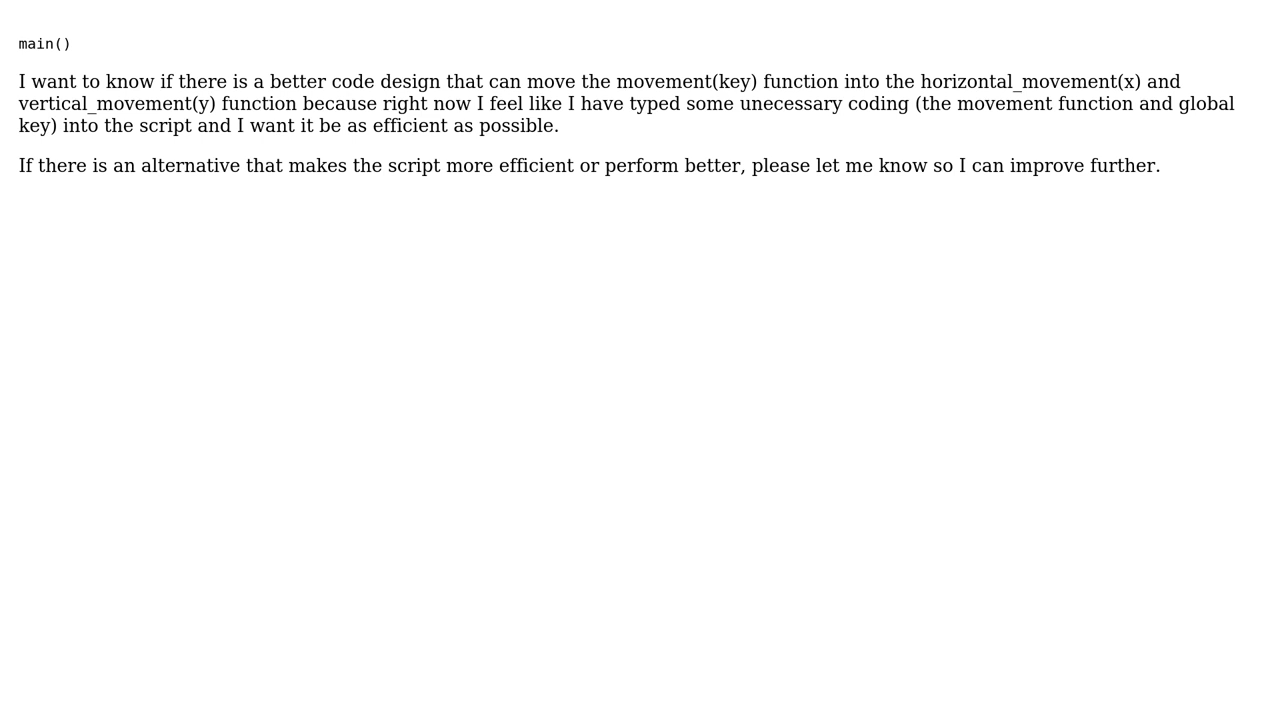 main()
I want to know if there is a better code design that can move the movement(key) function into the horizontal_movement(x) and
vertical_movement(y) function because right now I feel like I have typed some unecessary coding (the movement function and global
key) into the script and I want it be as efficient as possible.
If there is an alternative that makes the script more efficient or perform better, please let me know so I can improve further.